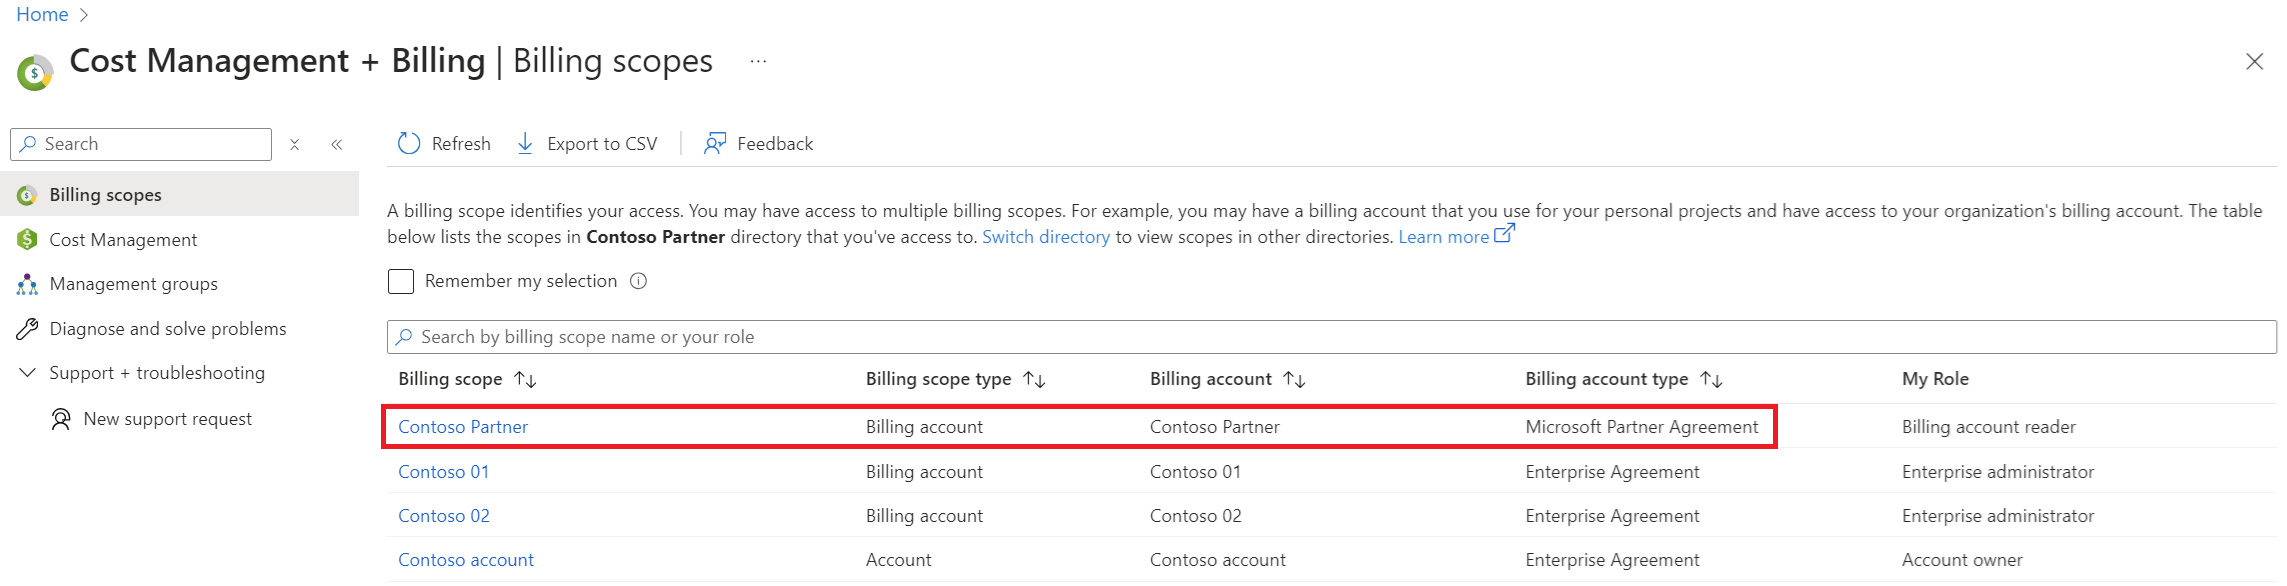 Home
Cost Management + Billing | Billing scopes ...
Search
Refresh Export to CSV Feedback
Billing scopes
Cost Management
Management groups
Diagnose and solve problems
Support + troubleshooting
New support request
A billing scope identifies your access. You may have access to multiple billing scopes. For example, you may have a billing account that you use for your personal projects and have access to your organization's billing account. The table
below lists the scopes in Contoso Partner directory that you've access to. Switch directory to view scopes in other directories. Learn more
Remember my selection
Search by billing scope name or your role
Billing scope Billing scope type Billing account Billing account type My Role
Contoso Partner Billing account Contoso Partner Microsoft Partner Agreement Billing account reader
Contoso 01 Billing account Contoso 01 Enterprise Agreement Enterprise administrator
Contoso 02 Billing account Contoso 02 Enterprise Agreement Enterprise administrator
Contoso account Account Contoso account Enterprise Agreement Account owner